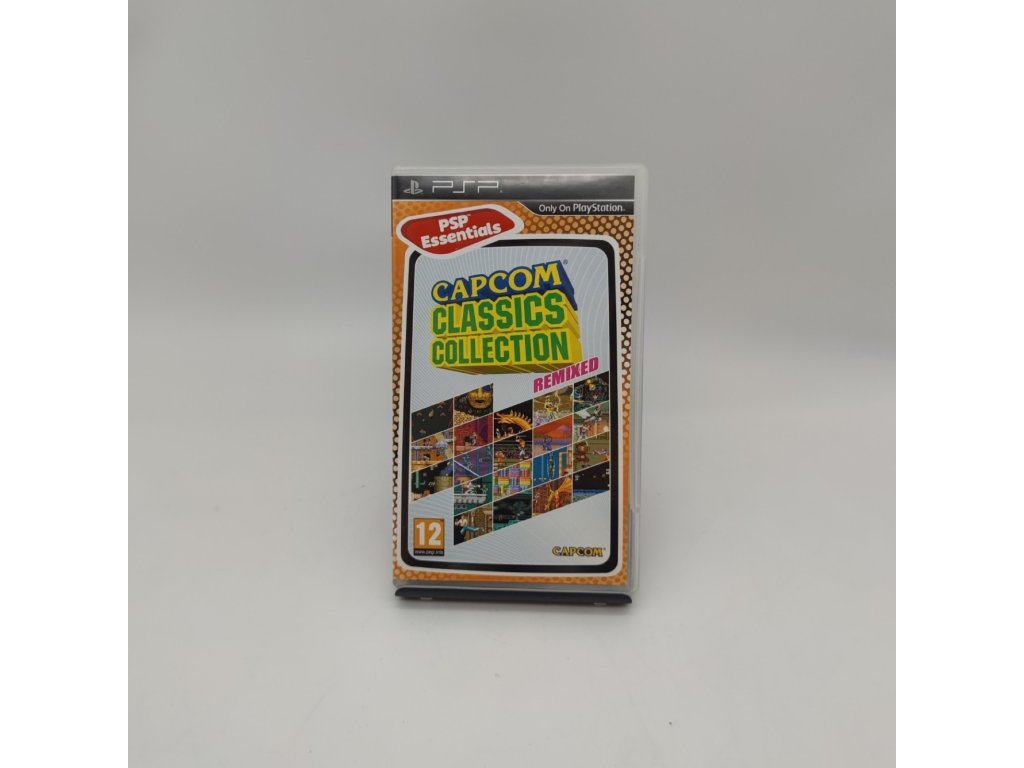 PSP
Only On PlayStation
PSP
Essentials
CAPCOM®
CLASSICS
COLLECTION
REMIXED
12
www.pegi.info
CAPCOM®